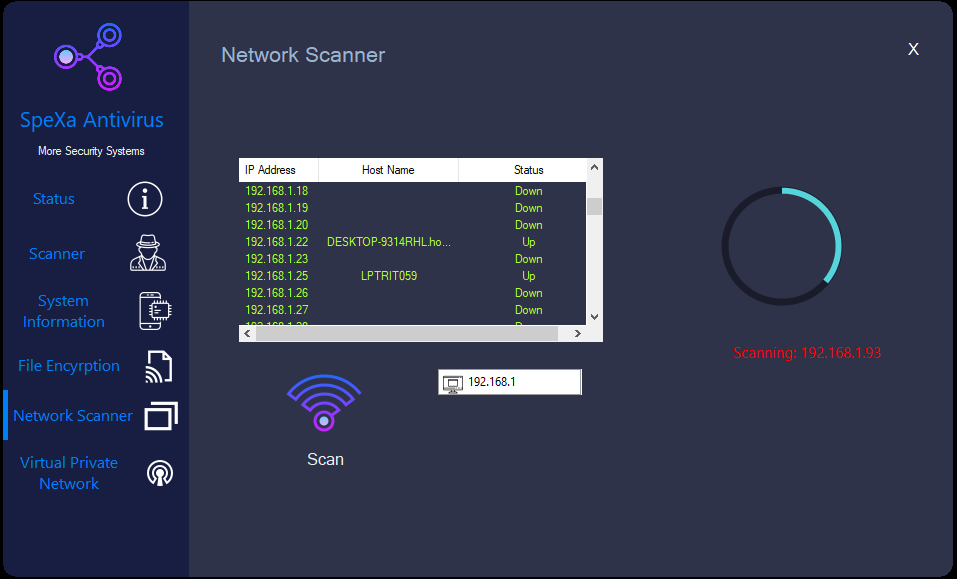 SpeXa Antivirus
More Security Systems
Status
Scanner
System
Information
File Encyrption
Network Scanner
Virtual Private
Network
Network Scanner
X
IP Address Host Name Status
192.168.1.18 Down
192.168.1.19 Down
192.168.1.20 Down
192.168.1.22 DESKTOP-9314RHL.ho... Up
192.168.1.23 Down
192.168.1.25 LPTRIT059 Up
192.168.1.26 Down
192.168.1.27 Down
192.168.1
Scan
Scanning: 192.168.1.93